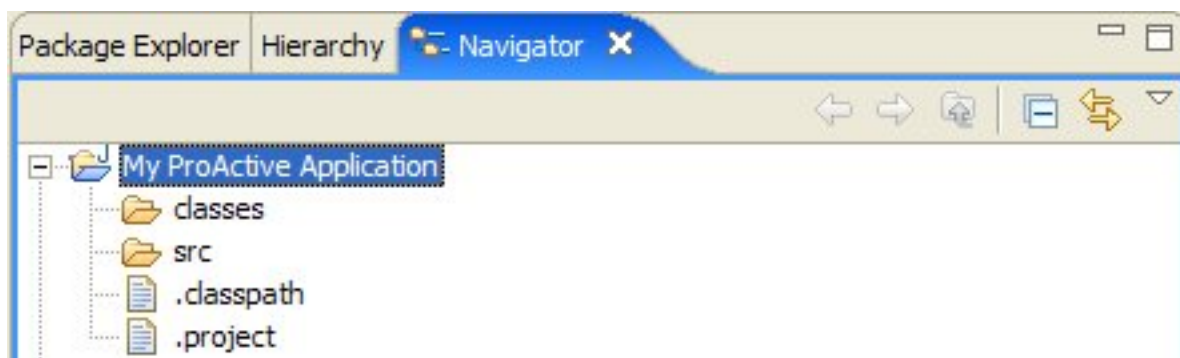 Package Explorer Hierarchy Navigator
My ProActive Application
classes
src
.classpath
.project